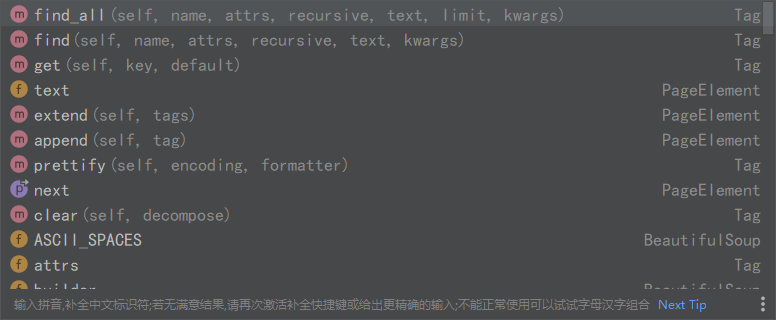 m find_all(self, name, attrs, recursive, text, limit, kwargs) Tag
m find(self, name, attrs, recursive, text, kwargs) Tag
m get(self, key, default) Tag
f text PageElement
m extend(self, tags) PageElement
m append(self, tag) PageElement
m prettify(self, encoding, formatter) Tag
p next PageElement
m clear(self, decompose) Tag
f ASCII_SPACES BeautifulSoup
f attrs Tag
f builder BeautifulSoup
输入拼音,补全中文标识符;若无满意结果,请再次激活补全快捷键或给出更精确的输入;不能正常使用可以试试字母汉字组合 Next Tip